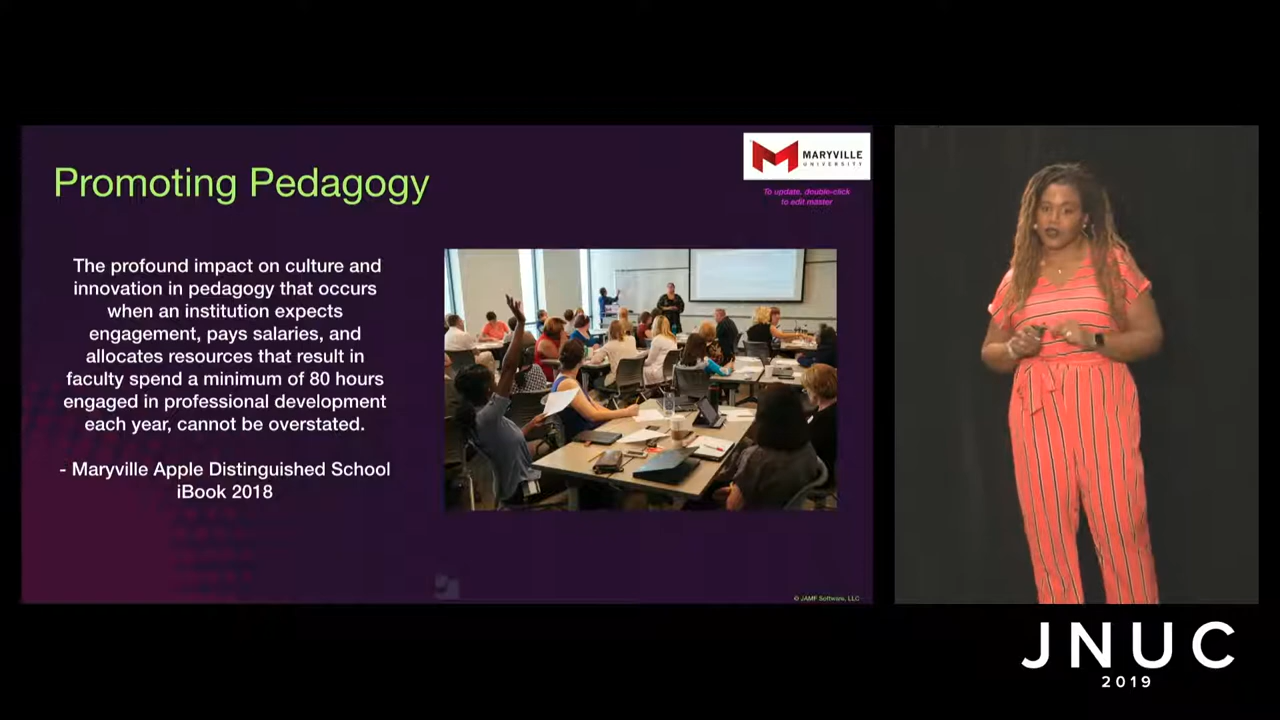 Promoting Pedagogy
MARYVILLE
UNIVERSITY
To update, double-click
to edit master
The profound impact on culture and
innovation in pedagogy that occurs
when an institution expects
engagement, pays salaries, and
allocates resources that result in
faculty spend a minimum of 80 hours
engaged in professional development
each year, cannot be overstated.
- Maryville Apple Distinguished School
iBook 2018
© JAMF Software, LLC
JNUC
2019